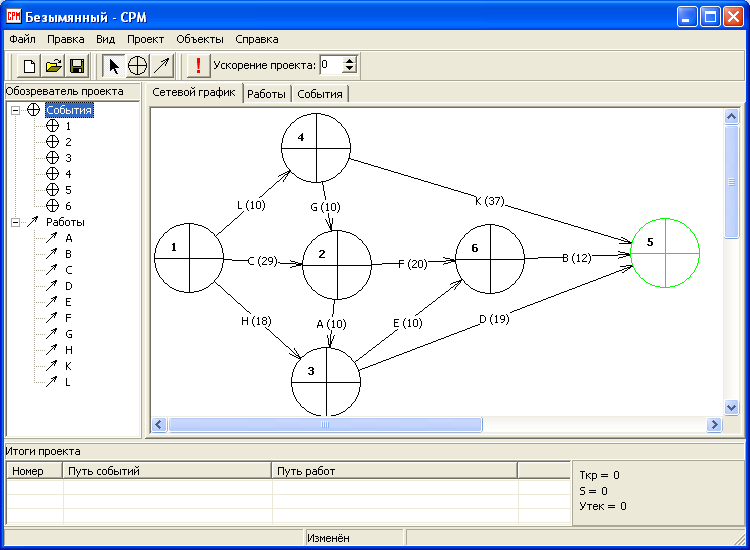 CPM Безымянный - CPM
Файл Правка Вид Проект Объекты Справка
Ускорение проекта: 0
Обозреватель проекта
События
1
2
3
4
5
6
Работы
A
B
C
D
E
F
G
H
K
L
Сетевой график Работы События
4
K (37)
L (10)
G (10)
1
C (29)
2
F (20)
6
B (12)
5
H (18)
A (10)
E (10)
D (19)
3
Итоги проекта
Номер Путь событий Путь работ
Tкр = 0
S = 0
Утек = 0
Изменён